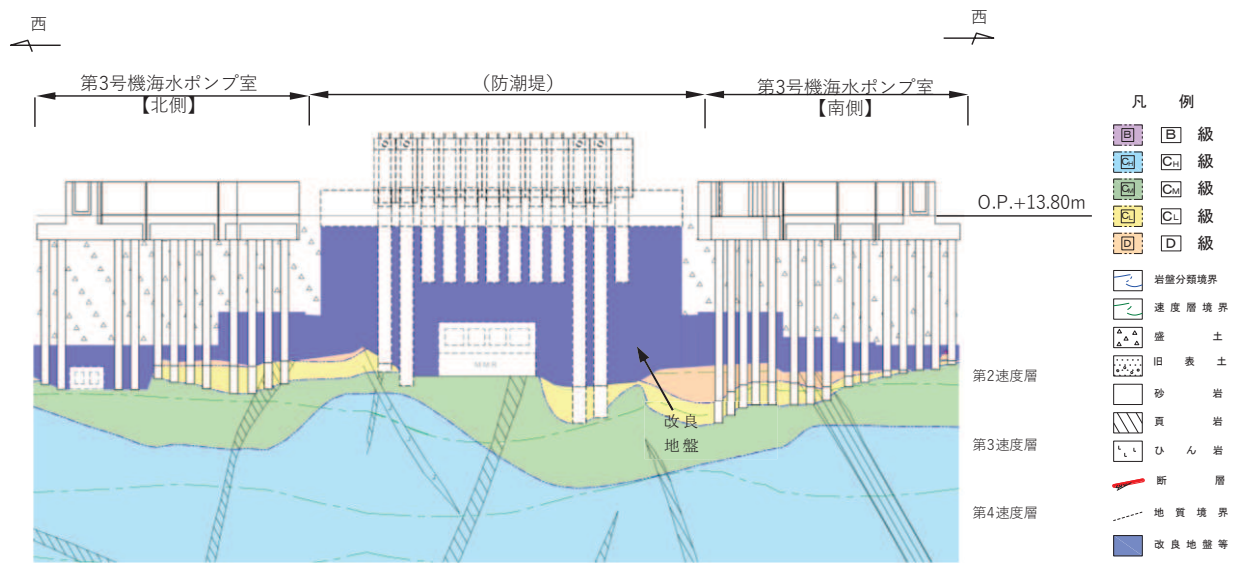 西
西
第3号機海水ポンプ室
【北側】
(防潮堤)
第3号機海水ポンプ室
【南側】
O.P.+13.80m
凡 例
B B 級
CH CH 級
CM CM 級
CL CL 級
D D 級
岩盤分類境界
速度層境界
盛土
旧表土
砂岩
頁岩
ひん岩
断層
地質境界
改良地盤等
第2速度層
改良
地盤
第3速度層
第4速度層